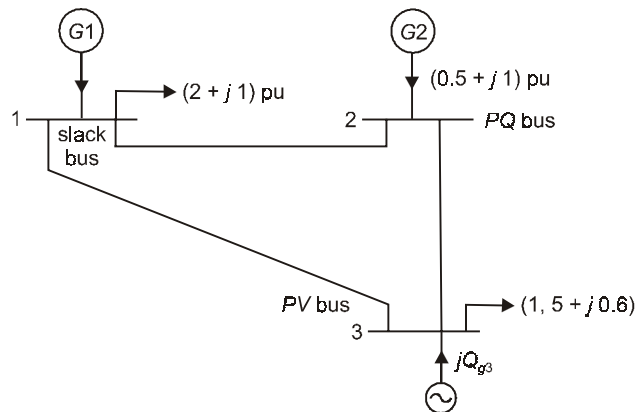 G1
G2
(2 + j 1) pu
(0.5 + j 1) pu
1
slack
bus
2
PQ bus
PV bus
3
(1, 5 + j 0.6)
jQg3